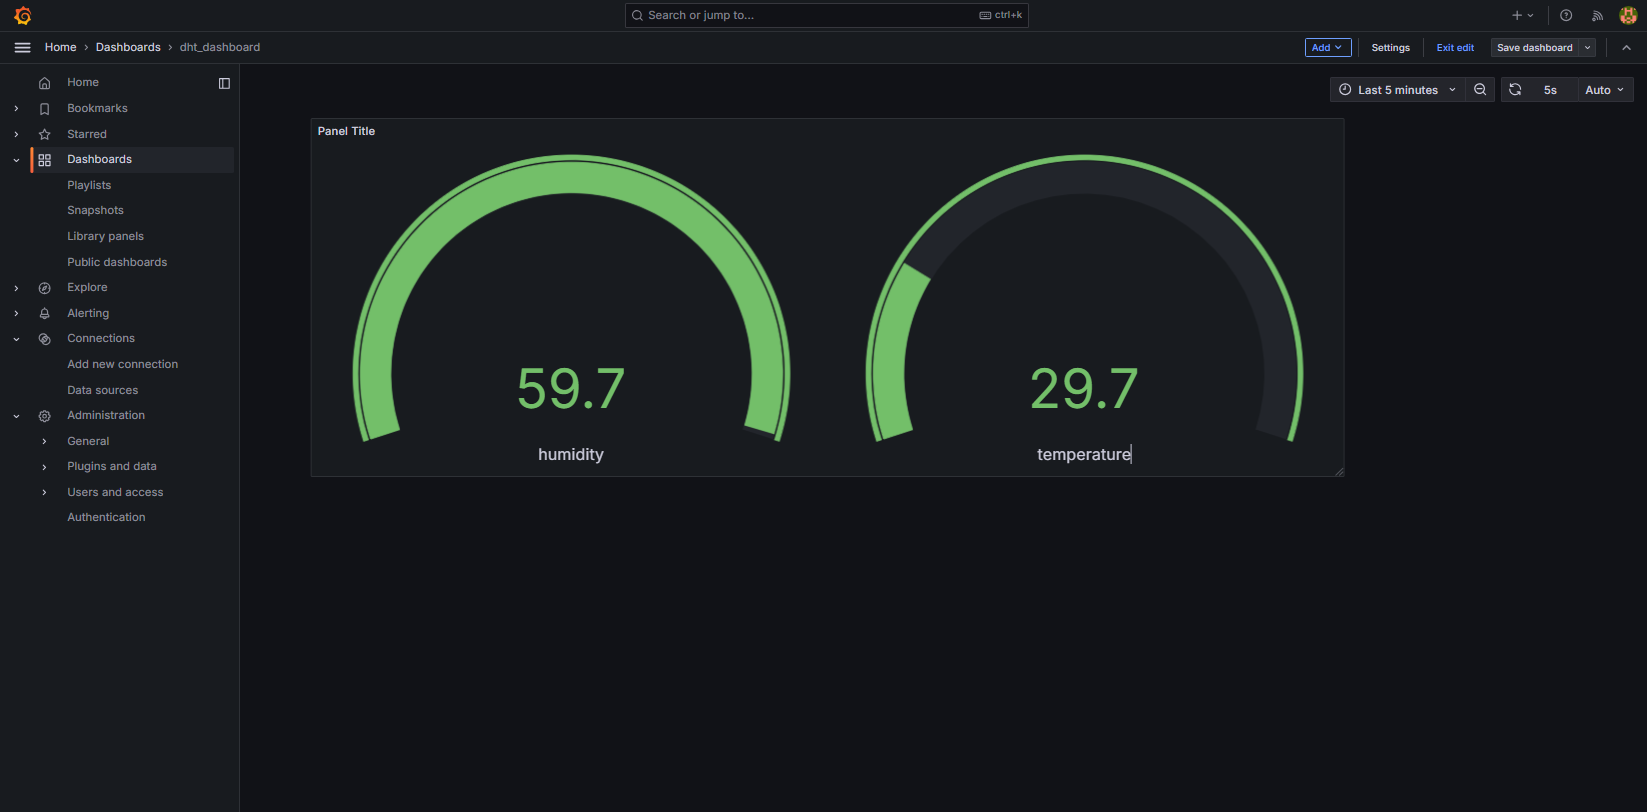 Search or jump to... ctrl+k
Home › Dashboards › dht_dashboard
Add Settings Exit edit Save dashboard
Home
Bookmarks
Starred
Dashboards
Playlists
Snapshots
Library panels
Public dashboards
Explore
Alerting
Connections
Add new connection
Data sources
Administration
General
Plugins and data
Users and access
Authentication
Last 5 minutes 5s Auto
Panel Title
59.7 29.7
humidity temperature